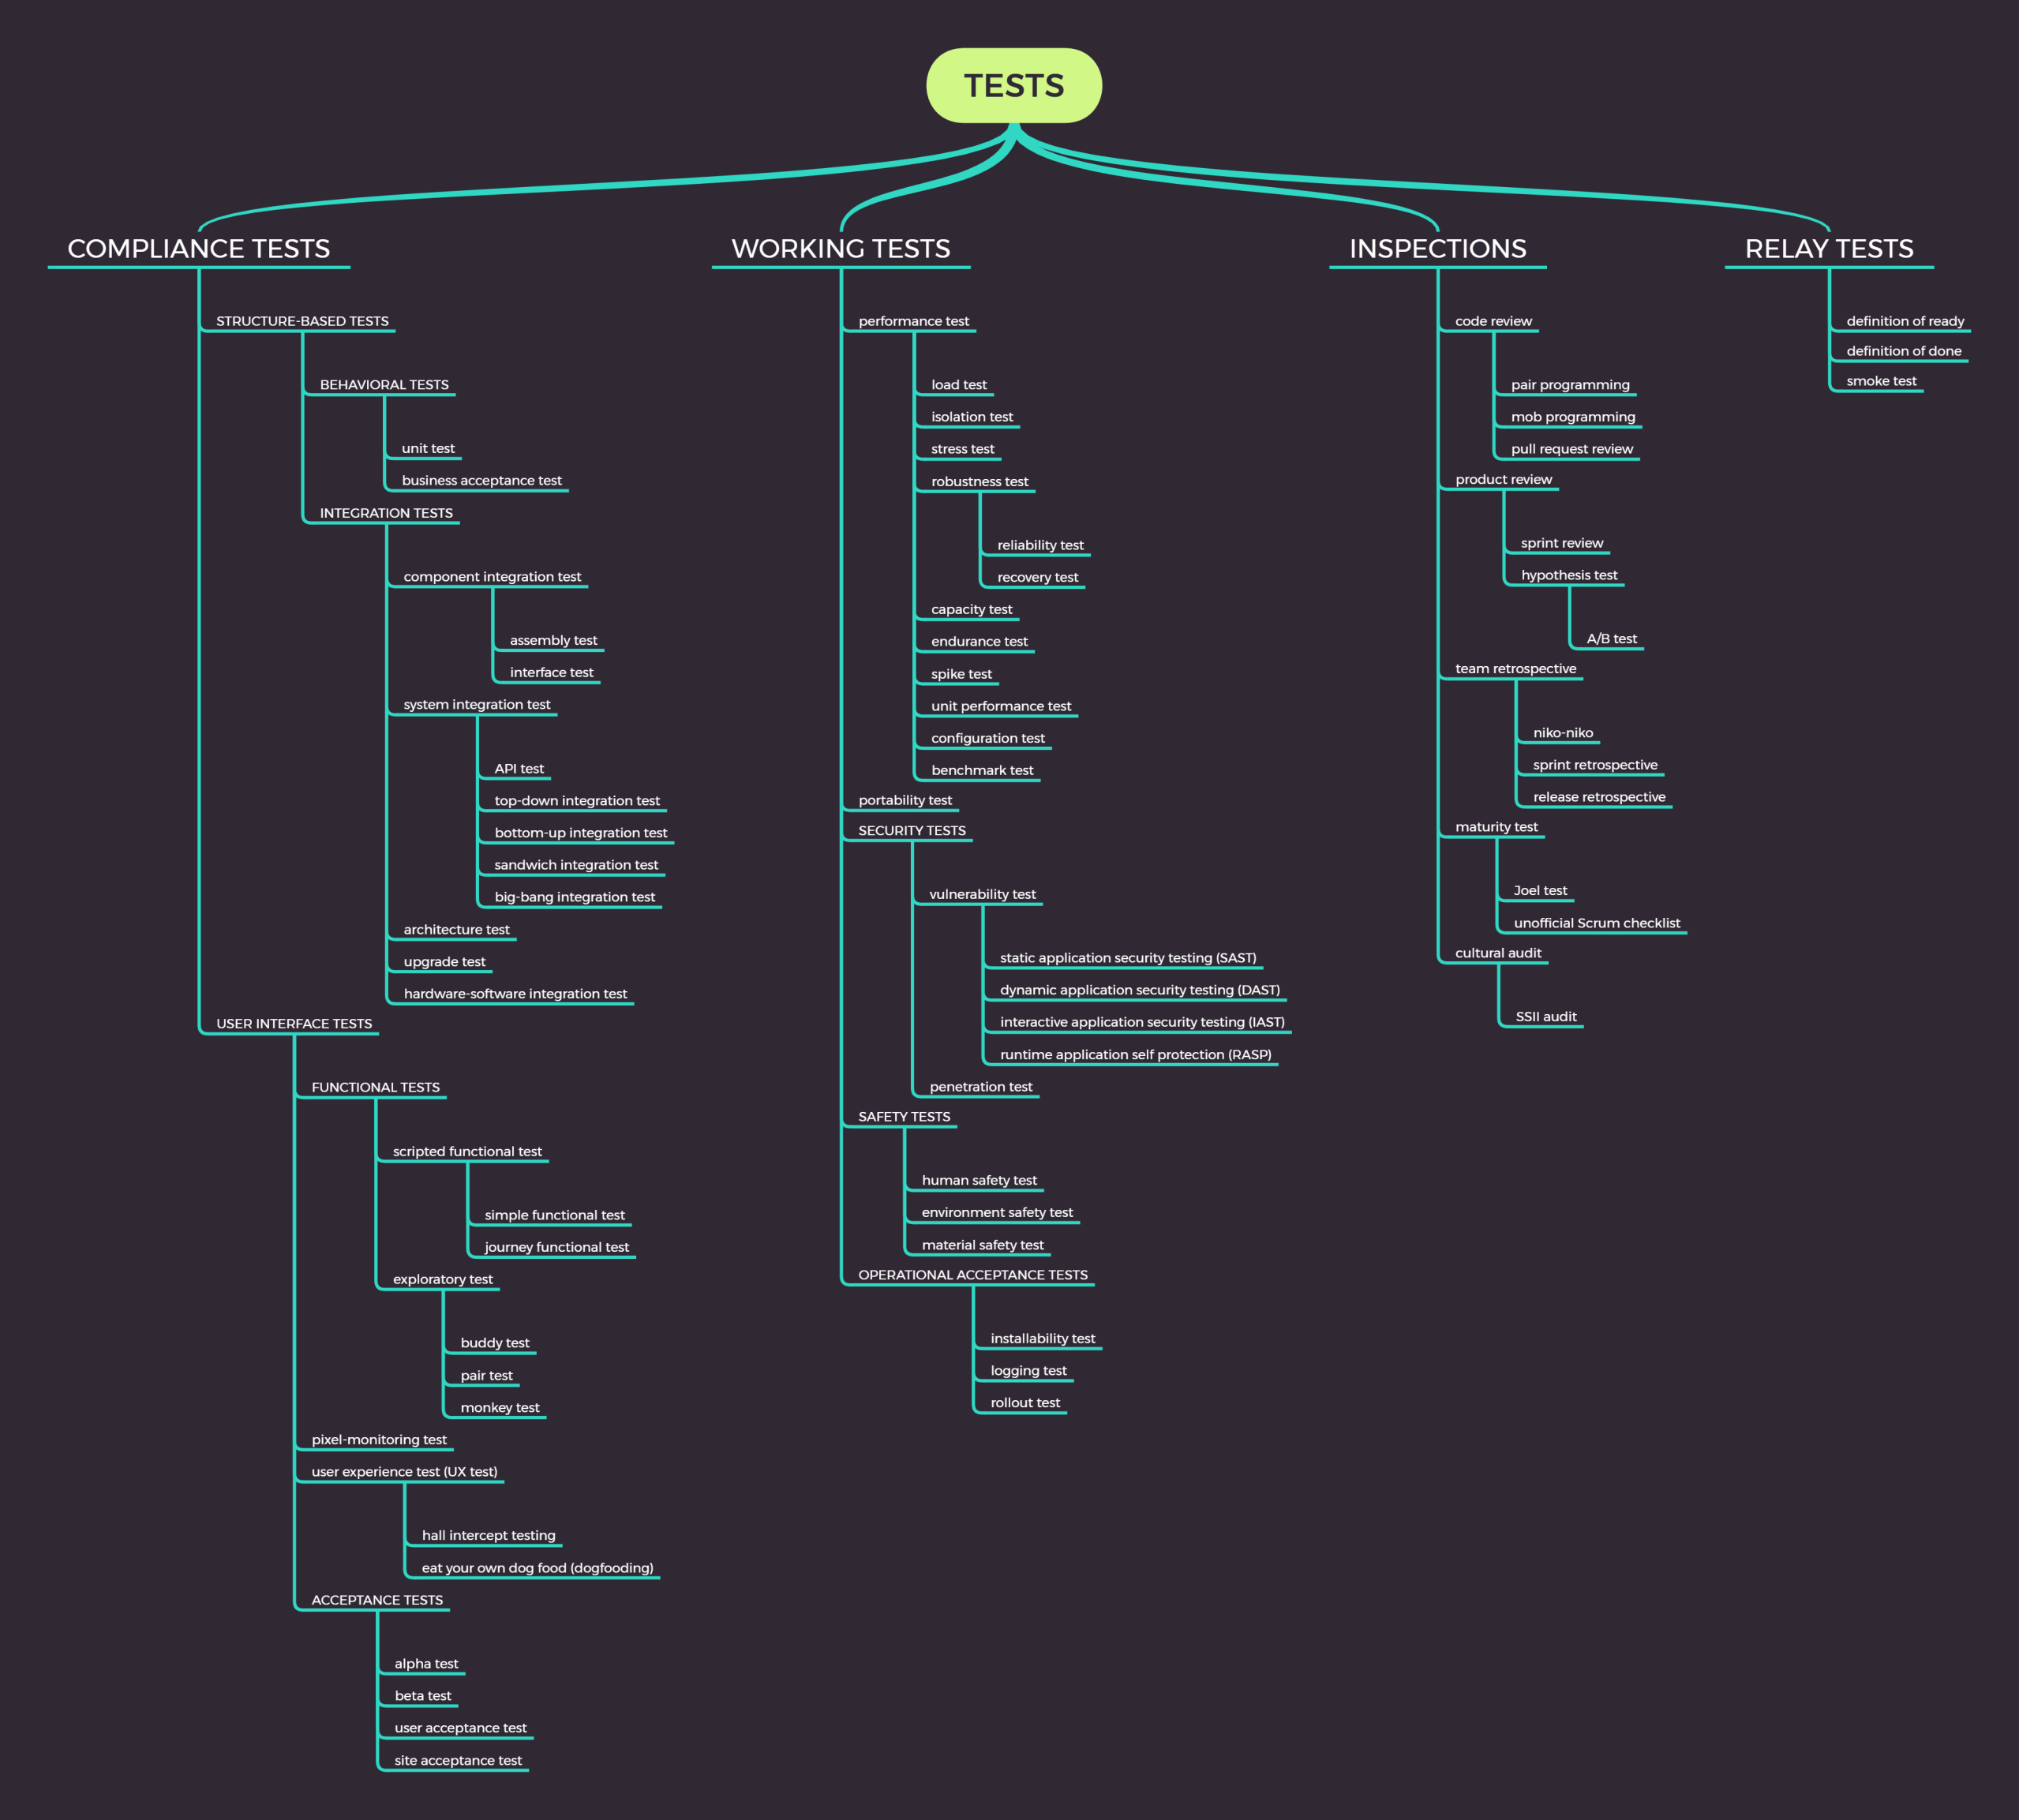 TESTS
COMPLIANCE TESTS
STRUCTURE-BASED TESTS
BEHAVIORAL TESTS
unit test
business acceptance test
INTEGRATION TESTS
component integration test
assembly test
interface test
system integration test
API test
top-down integration test
bottom-up integration test
sandwich integration test
big-bang integration test
architecture test
upgrade test
hardware-software integration test
USER INTERFACE TESTS
FUNCTIONAL TESTS
scripted functional test
simple functional test
journey functional test
exploratory test
buddy test
pair test
monkey test
pixel-monitoring test
user experience test (UX test)
hall intercept testing
eat your own dog food (dogfooding)
ACCEPTANCE TESTS
alpha test
beta test
user acceptance test
site acceptance test
WORKING TESTS
performance test
load test
isolation test
stress test
robustness test
reliability test
recovery test
capacity test
endurance test
spike test
unit performance test
configuration test
benchmark test
portability test
SECURITY TESTS
vulnerability test
static application security testing (SAST)
dynamic application security testing (DAST)
interactive application security testing (IAST)
runtime application self protection (RASP)
penetration test
SAFETY TESTS
human safety test
environment safety test
material safety test
OPERATIONAL ACCEPTANCE TESTS
installability test
logging test
rollout test
INSPECTIONS
code review
pair programming
mob programming
pull request review
product review
sprint review
hypothesis test
A/B test
team retrospective
niko-niko
sprint retrospective
release retrospective
maturity test
Joel test
unofficial Scrum checklist
cultural audit
SSII audit
RELAY TESTS
definition of ready
definition of done
smoke test